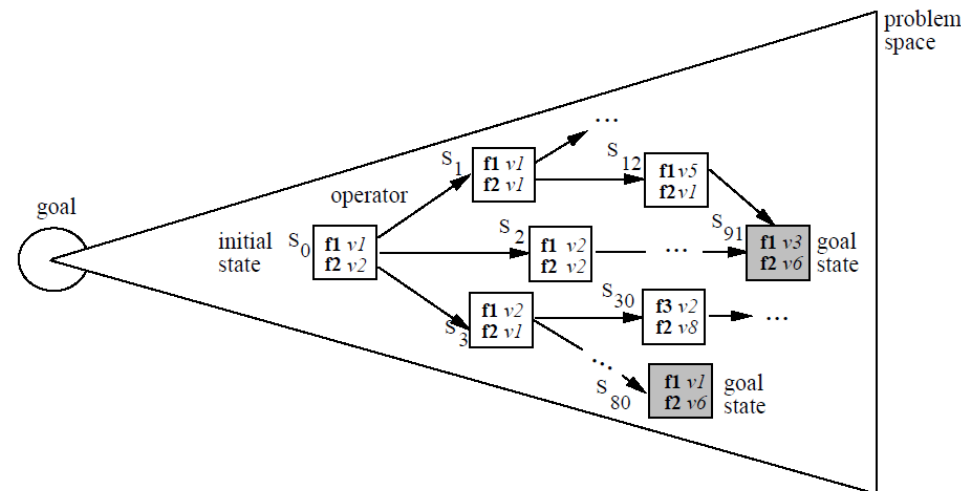 problem
space
...
S1
f1 v1
f2 v1
S12
f1 v5
f2 v1
operator
goal
initial
state
S0
f1 v1
f2 v2
S2
f1 v2
f2 v2
...
S91
f1 v3
f2 v6
goal
state
S3
f1 v2
f2 v1
S30
f3 v2
f2 v8
...
...
S80
f1 v1
f2 v6
goal
state